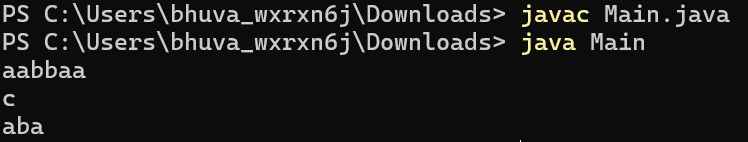 PS C:\Users\bhuva_wxrxn6j\Downloads> javac Main.java
PS C:\Users\bhuva_wxrxn6j\Downloads> java Main
aabbaa
c
aba